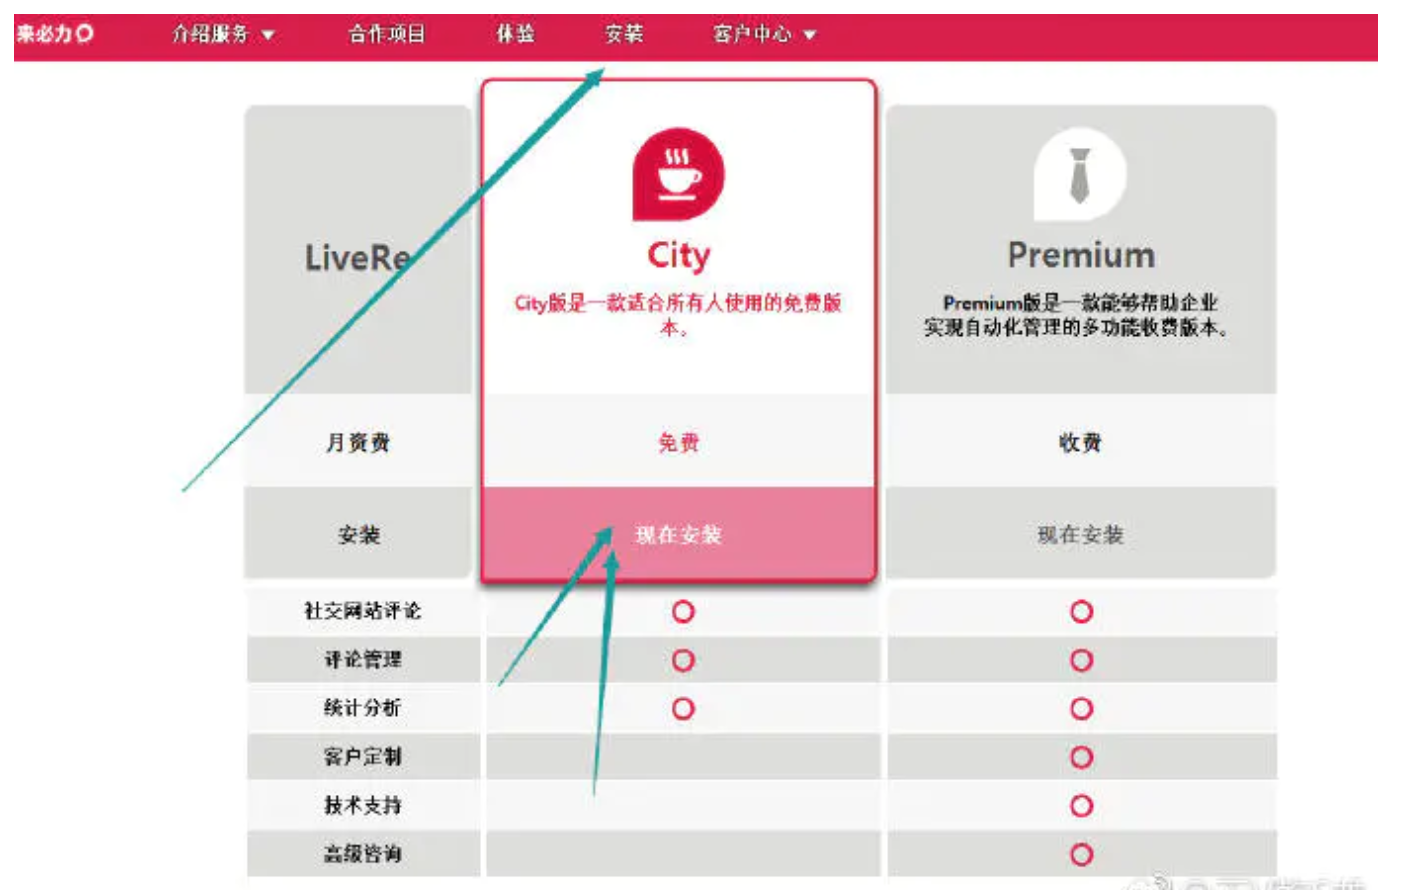 来必力
介绍服务 ▼ 合作项目 体验 安装 客户中心 ▼
LiveRe
City
City版是一款适合所有人使用的免费版
本。
Premium
Premium版是一款能够帮助企业
实现自动化管理的多功能收费版本。
月资费 免费 收费
安装 现在安装 现在安装
社交网站评论
评论管理
统计分析
客户定制
技术支持
高级咨询